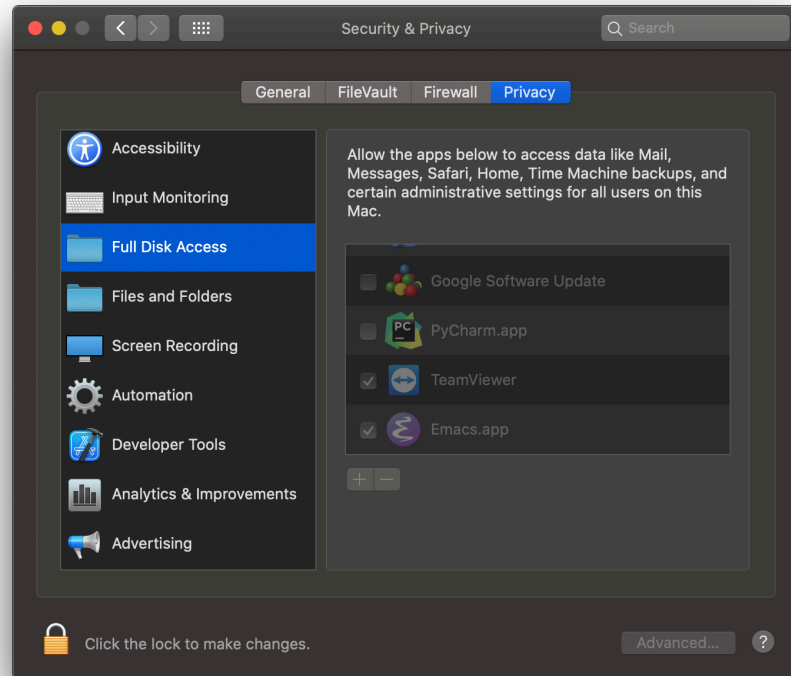 Security & Privacy
Search
General
FileVault
Firewall
Privacy
Accessibility
Input Monitoring
Full Disk Access
Files and Folders
Screen Recording
Automation
Developer Tools
Analytics & Improvements
Advertising
Allow the apps below to access data like Mail,
Messages, Safari, Home, Time Machine backups, and
certain administrative settings for all users on this
Mac.
Google Software Update
PC
PyCharm.app
TeamViewer
Emacs.app
Click the lock to make changes.
Advanced...
?